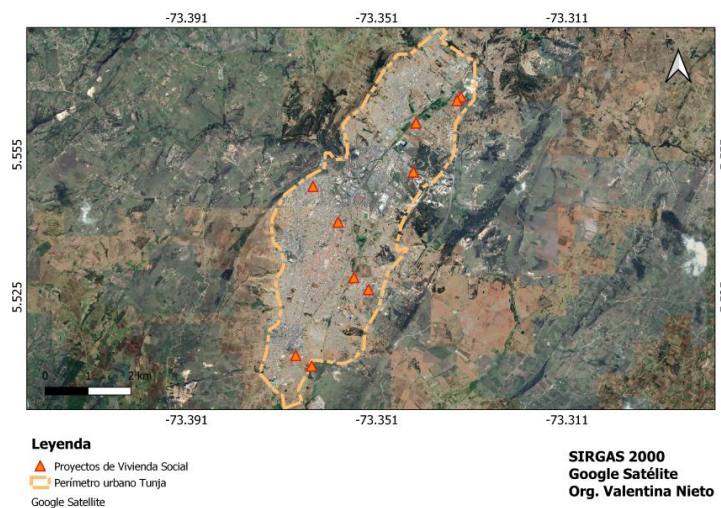 -73.391 -73.351 -73.311
5.555
5.525
0 1 2 km
-73.391 -73.351 -73.311
Leyenda
Proyectos de Vivienda Social
Perímetro urbano Tunja
Google Satellite
SIRGAS 2000
Google Satélite
Org. Valentina Nieto